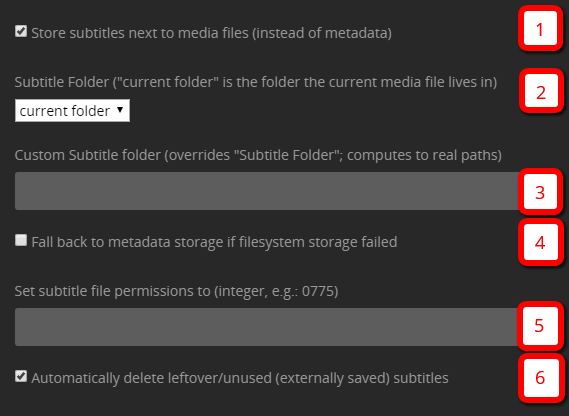 Store subtitles next to media files (instead of metadata)
1
Subtitle Folder ("current folder" is the folder the current media file lives in)
2
current folder
Custom Subtitle folder (overrides "Subtitle Folder"; computes to real paths)
3
Fall back to metadata storage if filesystem storage failed
4
Set subtitle file permissions to (integer, e.g.: 0775)
5
Automatically delete leftover/unused (externally saved) subtitles
6